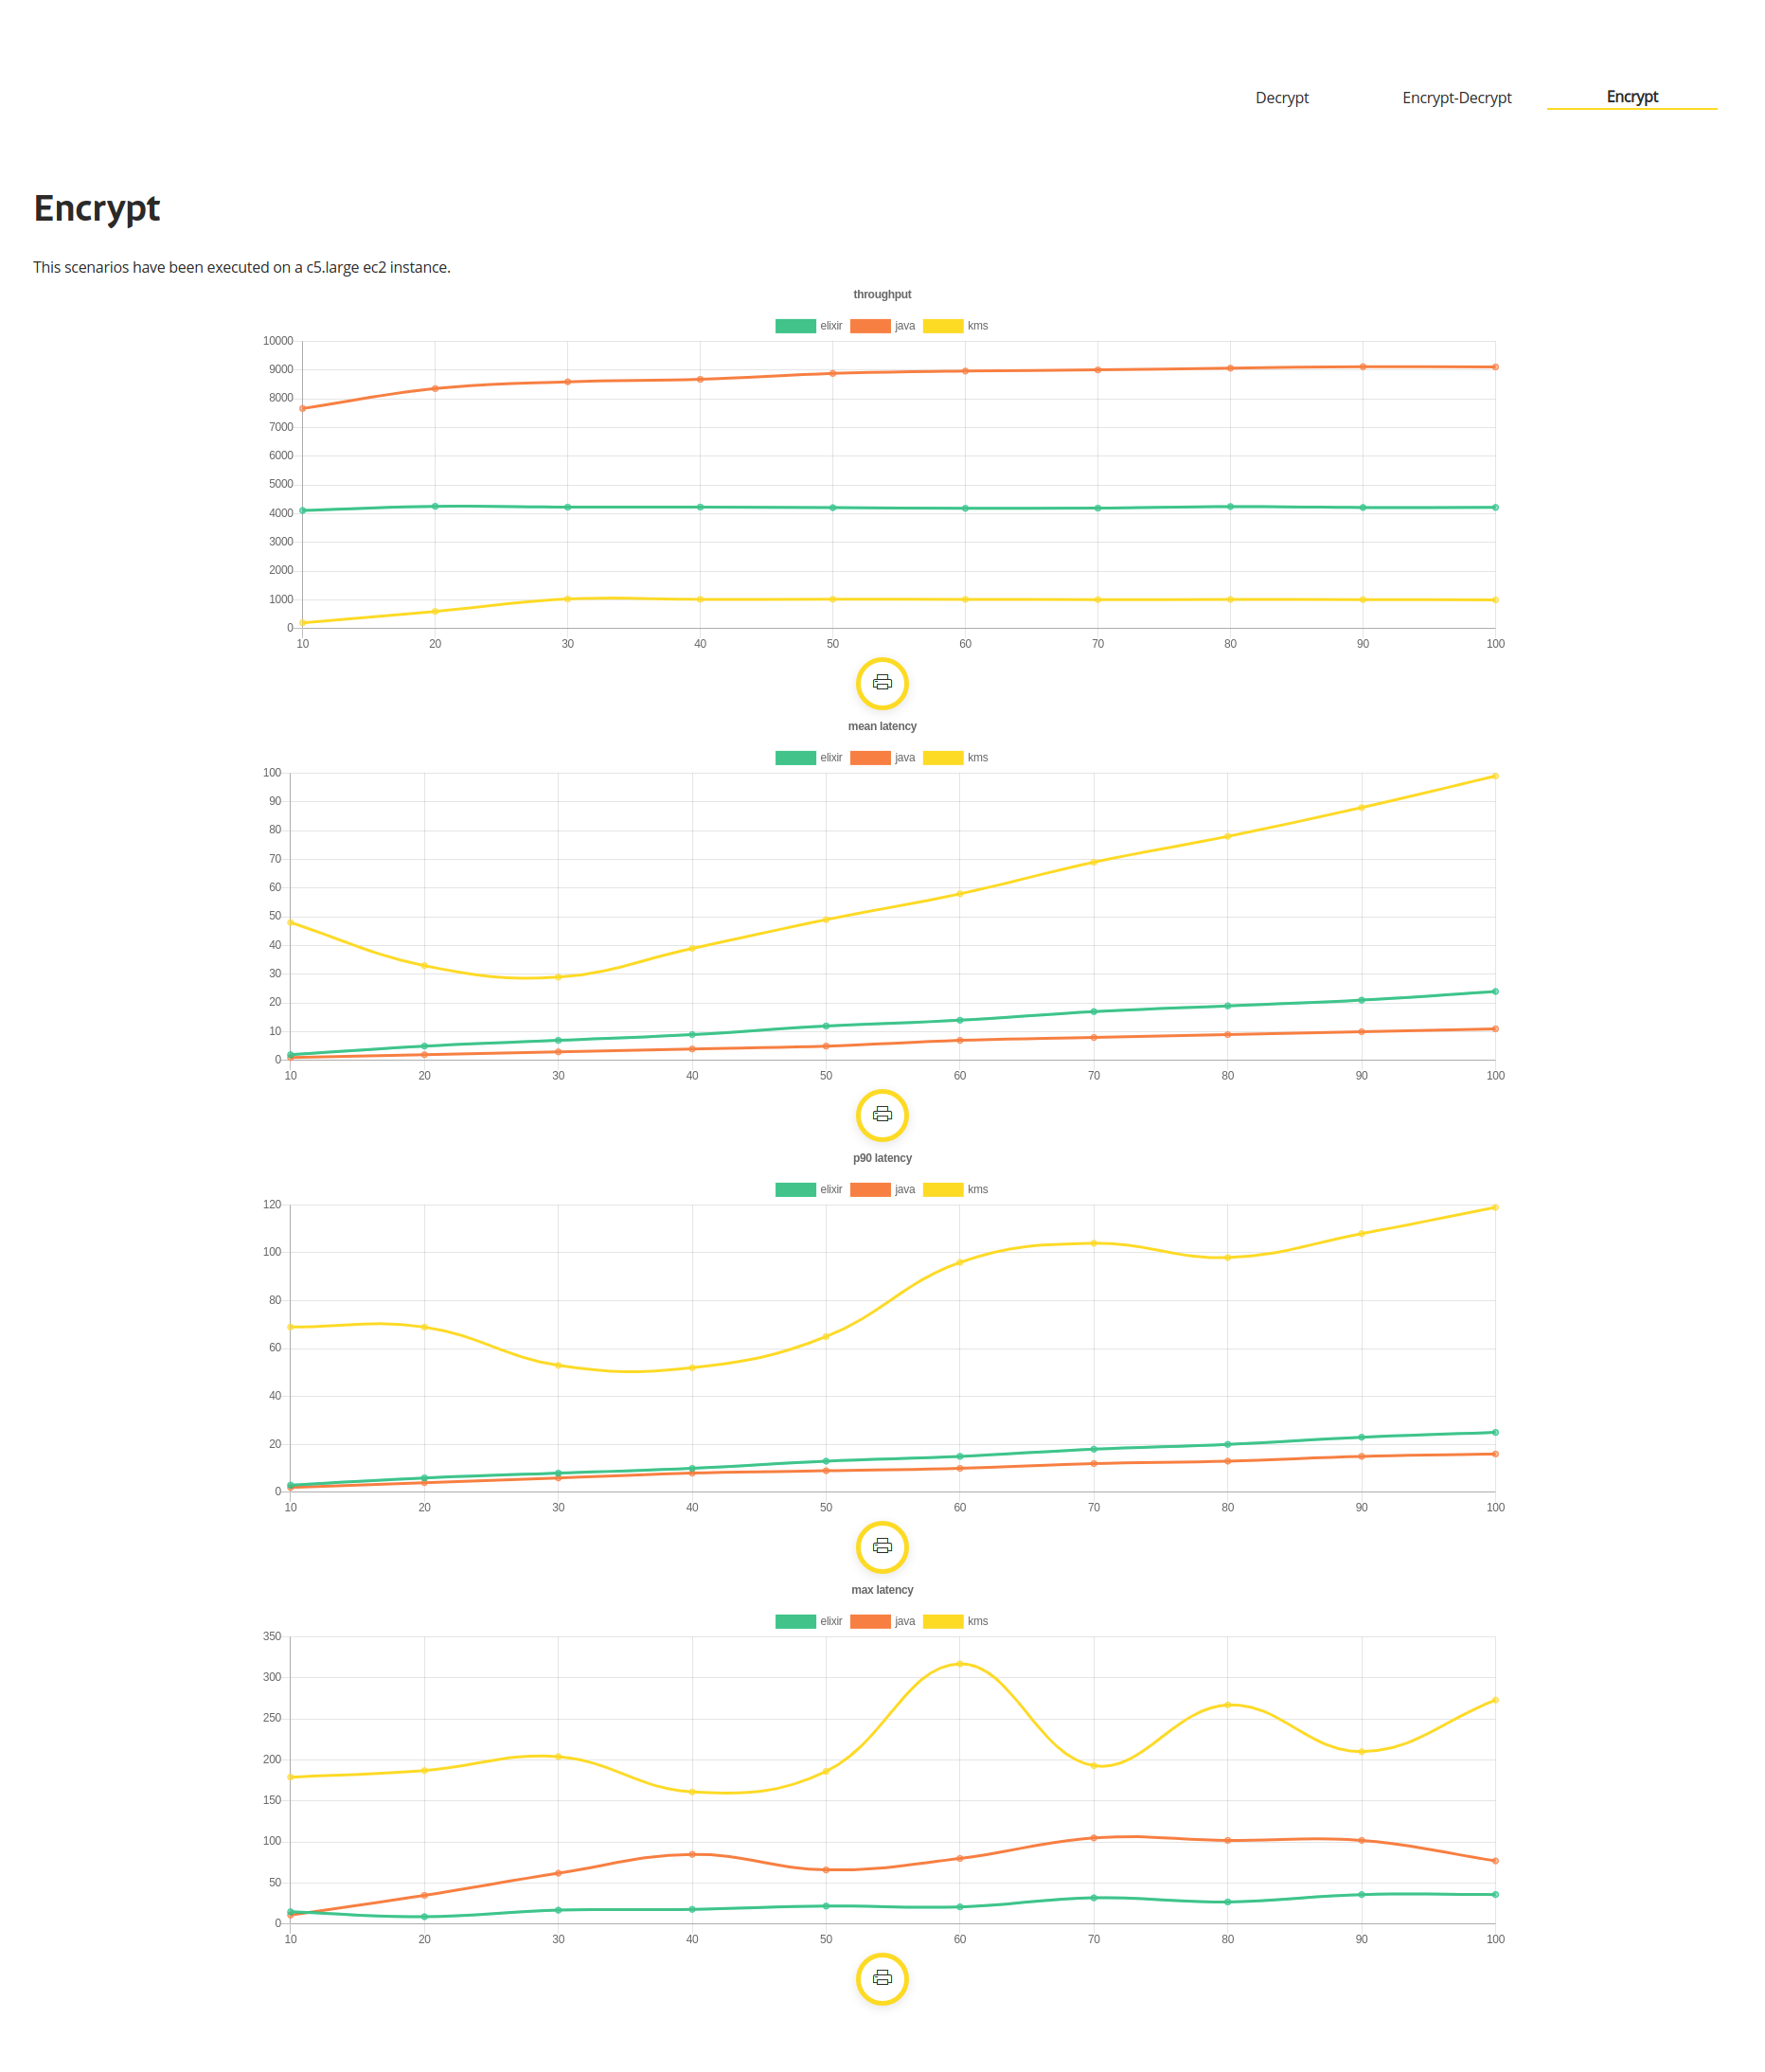 Decrypt Encrypt-Decrypt Encrypt
Encrypt
This scenarios have been executed on a c5.large ec2 instance.
throughput
elixir java kms
10000
9000
8000
7000
6000
5000
4000
3000
2000
1000
0
10 20 30 40 50 60 70 80 90 100
mean latency
elixir java kms
100
90
80
70
60
50
40
30
20
10
0
10 20 30 40 50 60 70 80 90 100
p90 latency
elixir java kms
120
100
80
60
40
20
0
10 20 30 40 50 60 70 80 90 100
max latency
elixir java kms
350
300
250
200
150
100
50
0
10 20 30 40 50 60 70 80 90 100